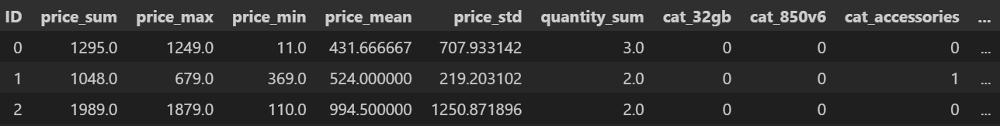 ID price_sum price_max price_min price_mean price_std quantity_sum cat_32gb cat_850v6 cat_accessories ...
0 1295.0 1249.0 11.0 431.666667 707.933142 3.0 0 0 0 ...
1 1048.0 679.0 369.0 524.000000 219.203102 2.0 0 0 1 ...
2 1989.0 1879.0 110.0 994.500000 1250.871896 2.0 0 0 0 ...